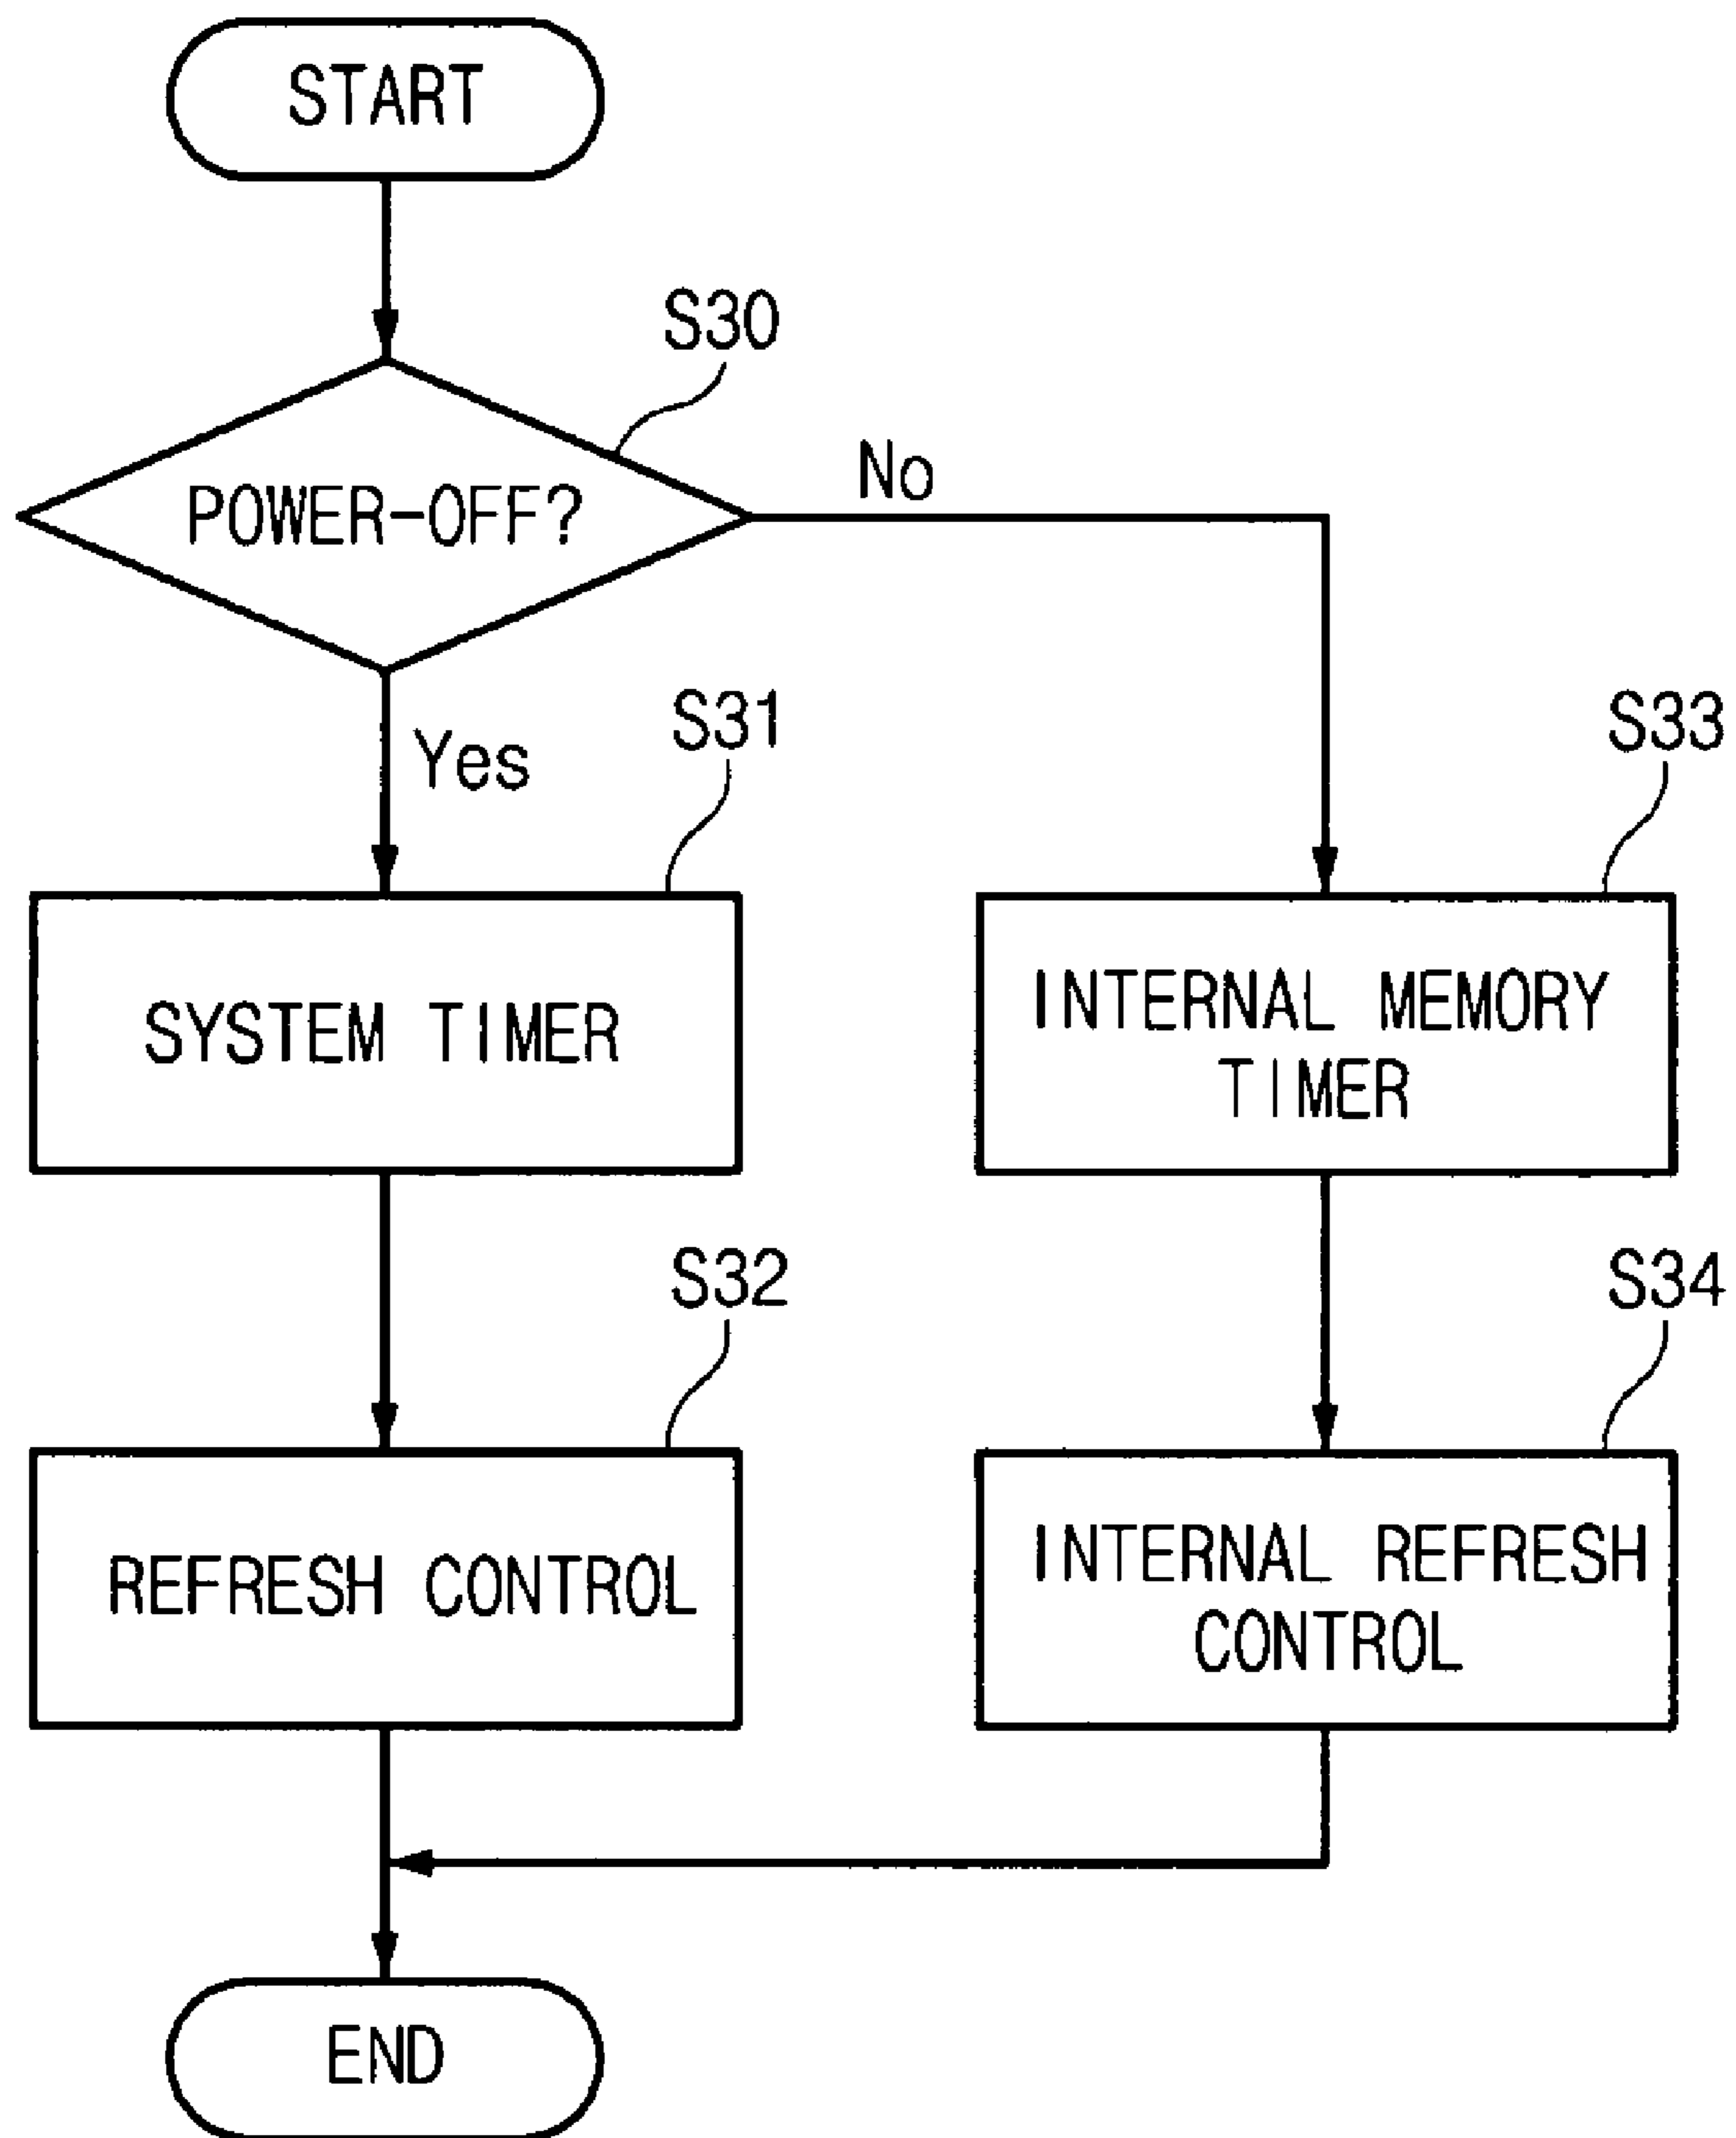 START
S30
POWER-OFF?
No
Yes
S31
S33
SYSTEM TIMER
INTERNAL MEMORY
TIMER
S32
S34
REFRESH CONTROL
INTERNAL REFRESH
CONTROL
END